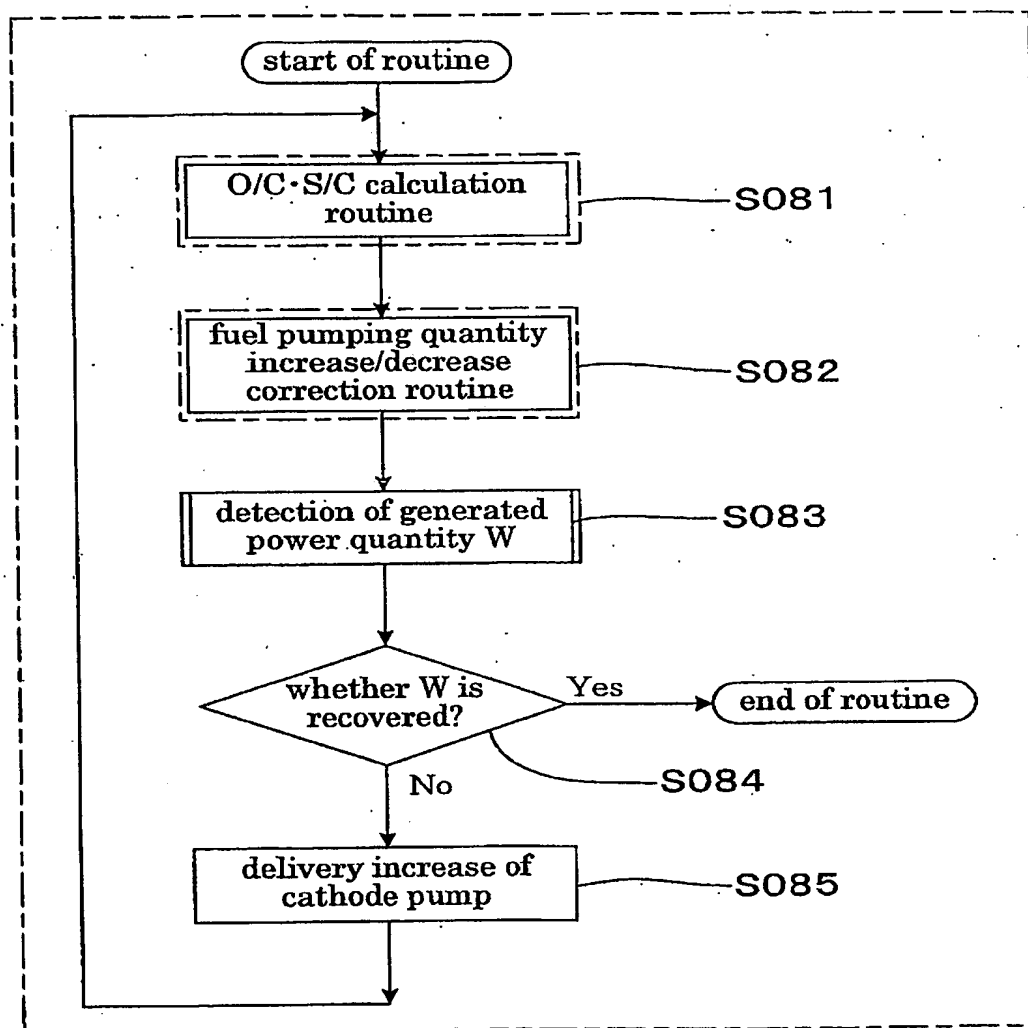 start of routine
O/C·S/C calculation
routine
S081
fuel pumping quantity
increase/decrease
correction routine
S082
detection of generated
power quantity W
S083
whether W is
recovered?
Yes
end of routine
S084
No
delivery increase of
cathode pump
S085